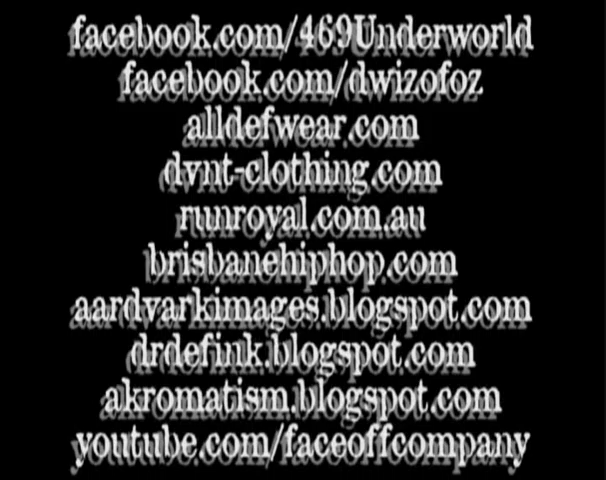 facebook.com/469Underworld
facebook.com/dwizofoz
alldefwear.com
dvnt-clothing.com
runroyal.com.au
brisbanehiphop.com
aardvarkimages.blogspot.com
drdefink.blogspot.com
akromatism.blogspot.com
youtube.com/faceoffcompany